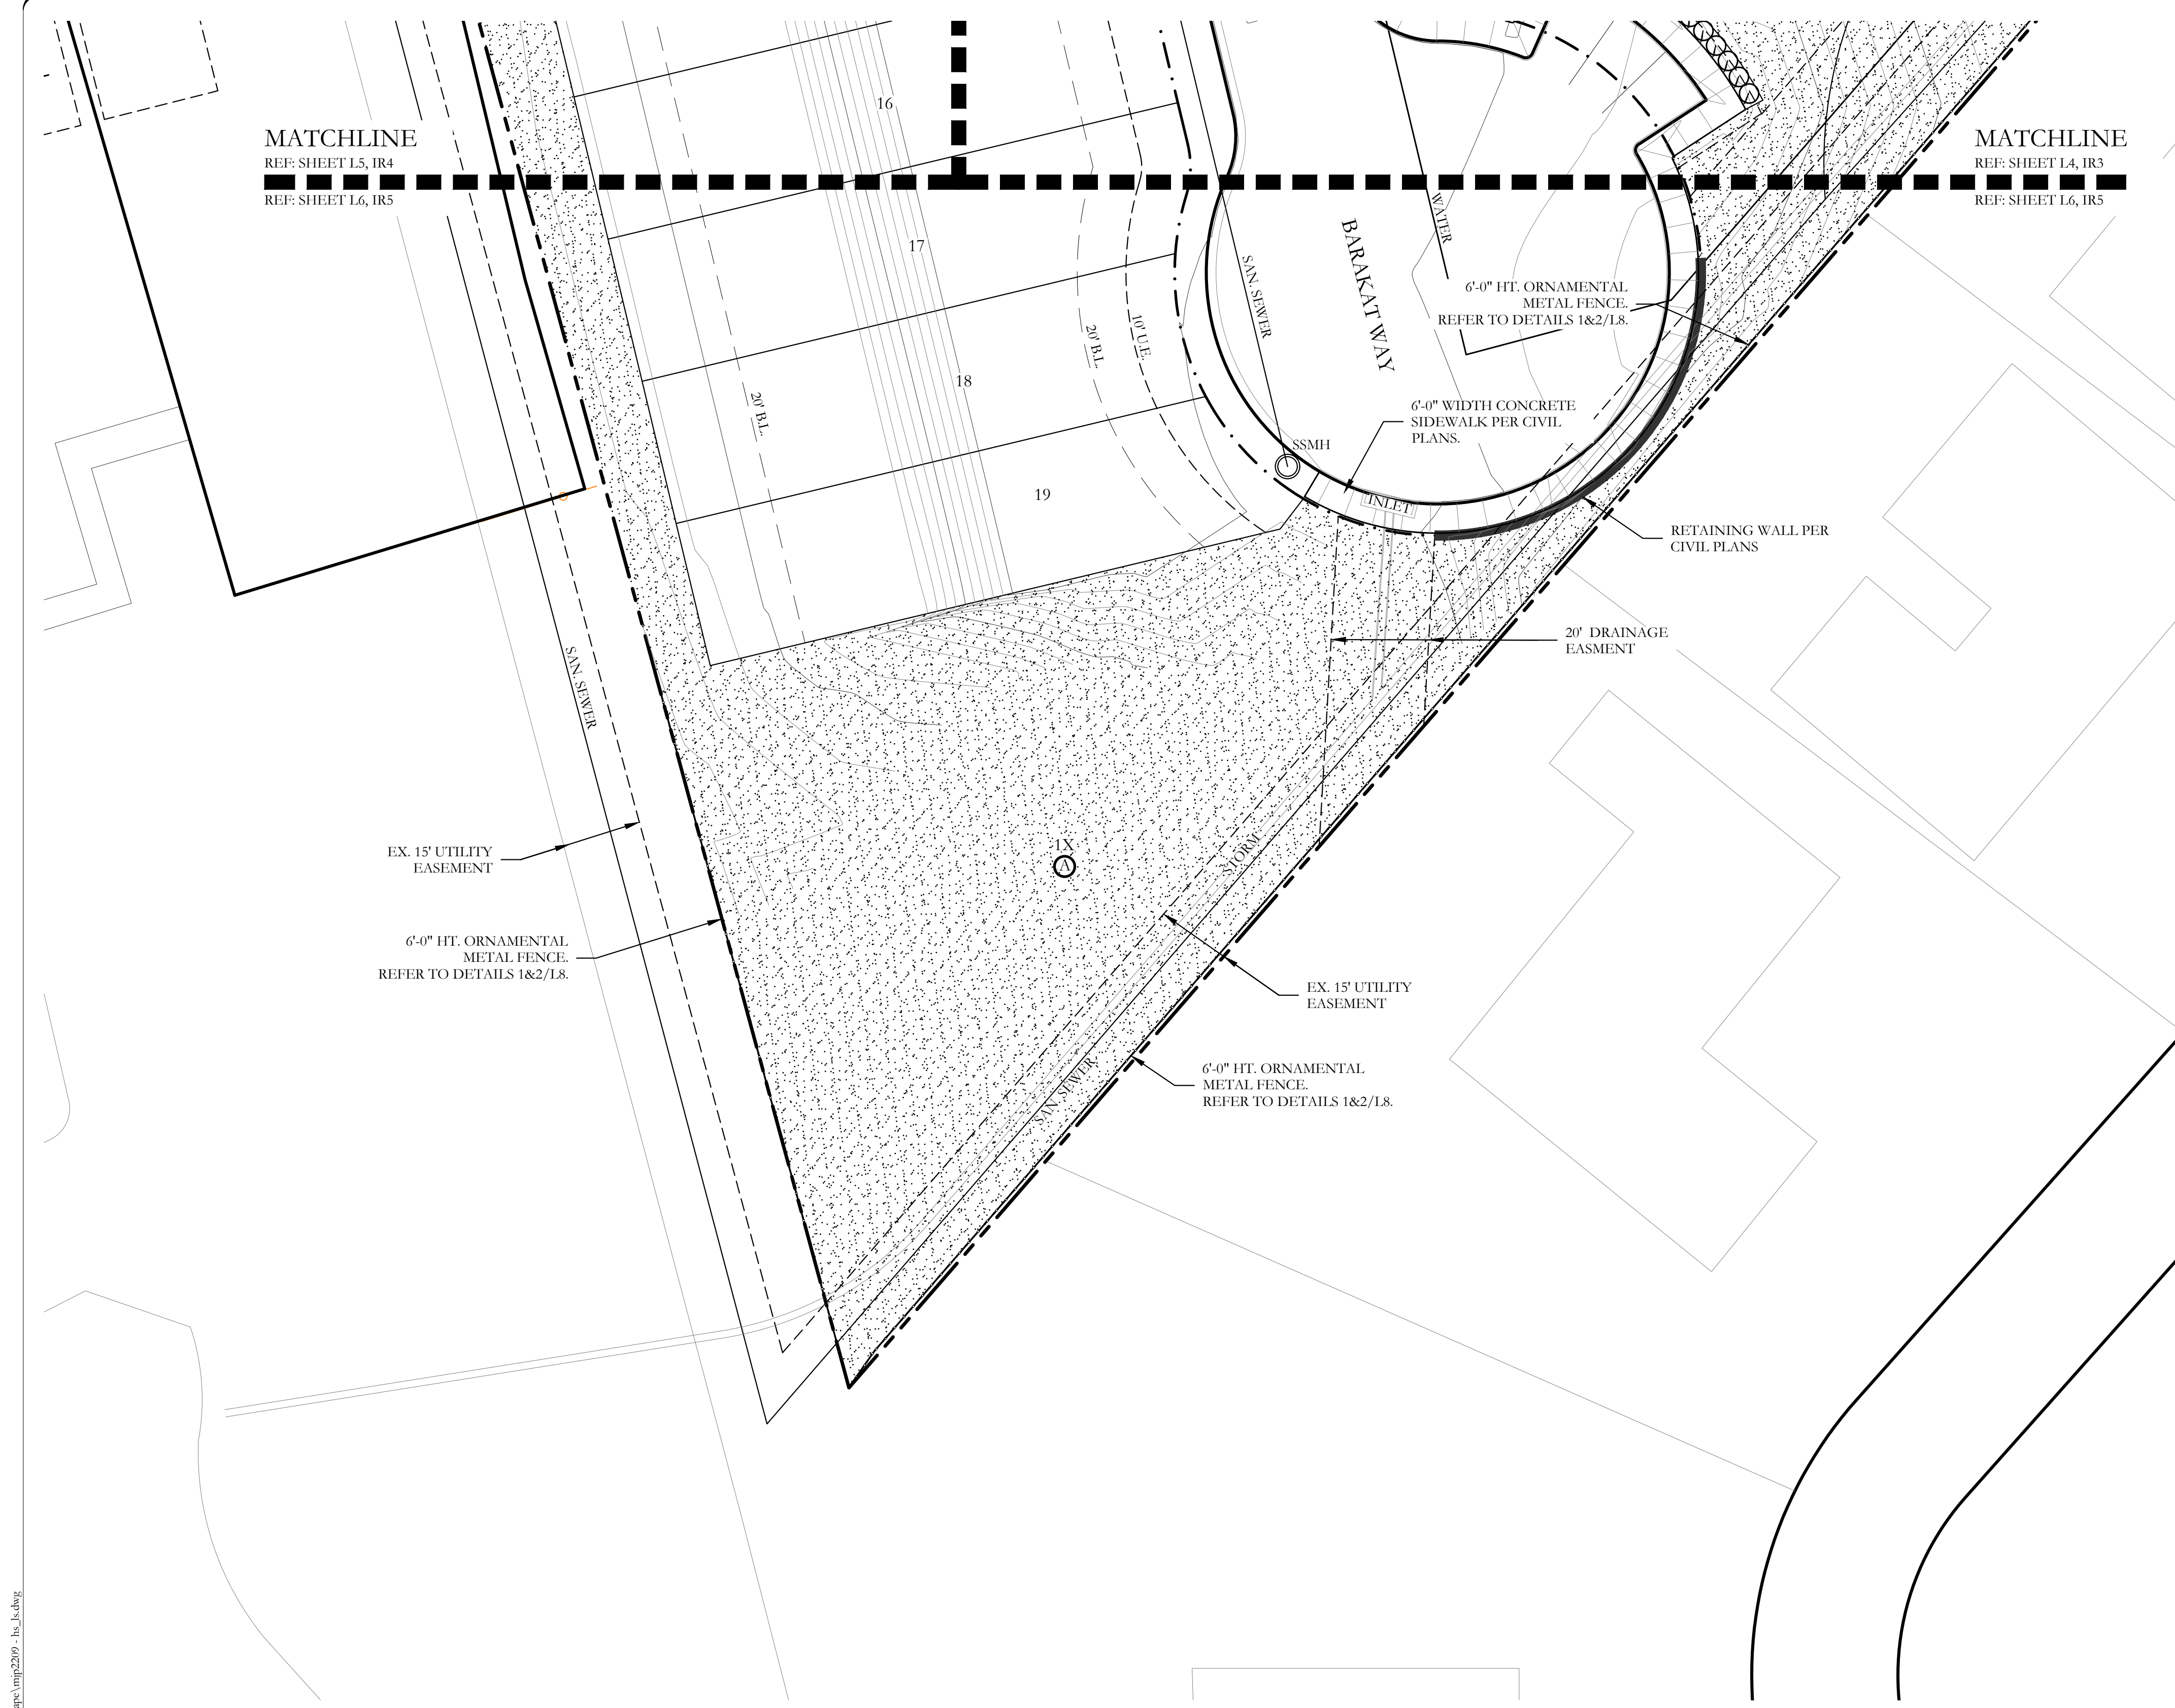 16
MATCHLINE
REF: SHEET L5, IR4
REF: SHEET L6, IR5
MATCHLINE
REF: SHEET L4, IR3
REF: SHEET L6, IR5
17
WATER
BARAKAT WAY
SAN. SEWER
6'-0" HT. ORNAMENTAL
METAL FENCE.
REFER TO DETAILS 1&2/L8.
20' B.L.
10' U.E.
18
20' B.L.
6'-0" WIDTH CONCRETE
SIDEWALK PER CIVIL
PLANS.
SSMH
19
INLET
RETAINING WALL PER
CIVIL PLANS
20' DRAINAGE
EASMENT
SAN. SEWER
EX. 15' UTILITY
EASEMENT
1X
A
STORM
6'-0" HT. ORNAMENTAL
METAL FENCE.
REFER TO DETAILS 1&2/L8.
EX. 15' UTILITY
EASEMENT
SAN. SEWER
6'-0" HT. ORNAMENTAL
METAL FENCE.
REFER TO DETAILS 1&2/L8.
ape\mjp2209 - hs_ls.dwg